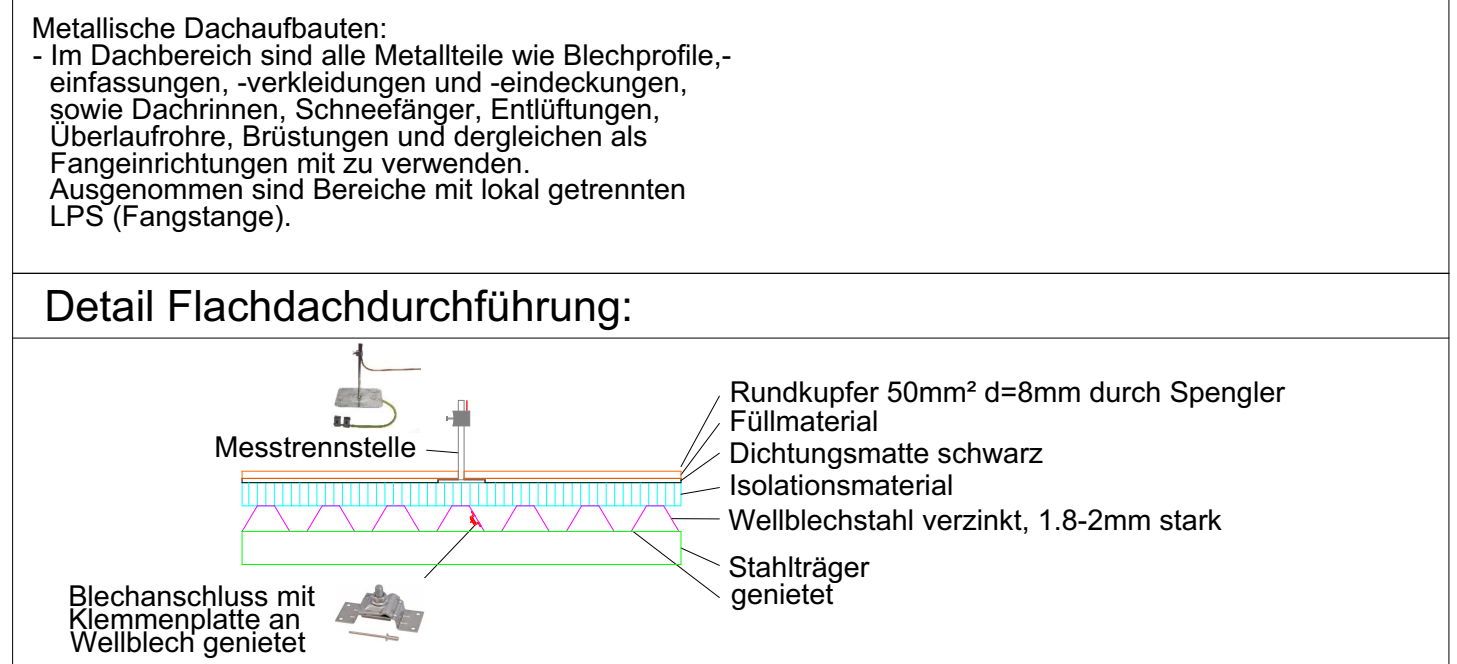 Metallische Dachaufbauten:
- Im Dachbereich sind alle Metallteile wie Blechprofile,-
einfassungen, -verkleidungen und -eindeckungen,
sowie Dachrinnen, Schneefänger, Entlüftungen,
Überlaufrohre, Brüstungen und dergleichen als
Fangeinrichtungen mit zu verwenden.
Ausgenommen sind Bereiche mit lokal getrennten
LPS (Fangstange).
Detail Flachdachdurchführung:
Rundkupfer 50mm² d=8mm durch Spengler
Füllmaterial
Messtrennstelle
Dichtungsmatte schwarz
Isolationsmaterial
Wellblechstahl verzinkt, 1.8-2mm stark
Stahlträger
genietet
Blechanschluss mit
Klemmenplatte an
Wellblech genietet